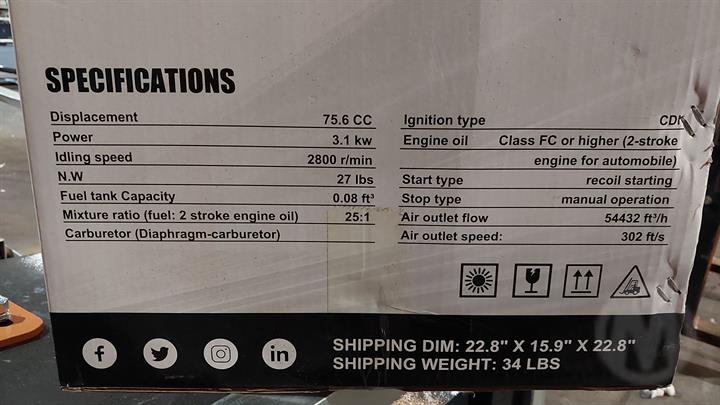 SPECIFICATIONS
Displacement 75.6 CC
Power 3.1 kw
Idling speed 2800 r/min
N.W 27 lbs
Fuel tank Capacity 0.08 ft³
Mixture ratio (fuel: 2 stroke engine oil) 25:1
Carburetor (Diaphragm-carburetor)
Ignition type CDI
Engine oil Class FC or higher (2-stroke
engine for automobile)
Start type recoil starting
Stop type manual operation
Air outlet flow 54432 ft³/h
Air outlet speed: 302 ft/s
SHIPPING DIM: 22.8" X 15.9" X 22.8"
SHIPPING WEIGHT: 34 LBS